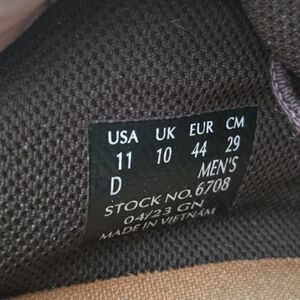 USA UK EUR CM
11 10 44 29
D MEN'S
STOCK NO. 6708
04/23 GN
MADE IN VIETNAM